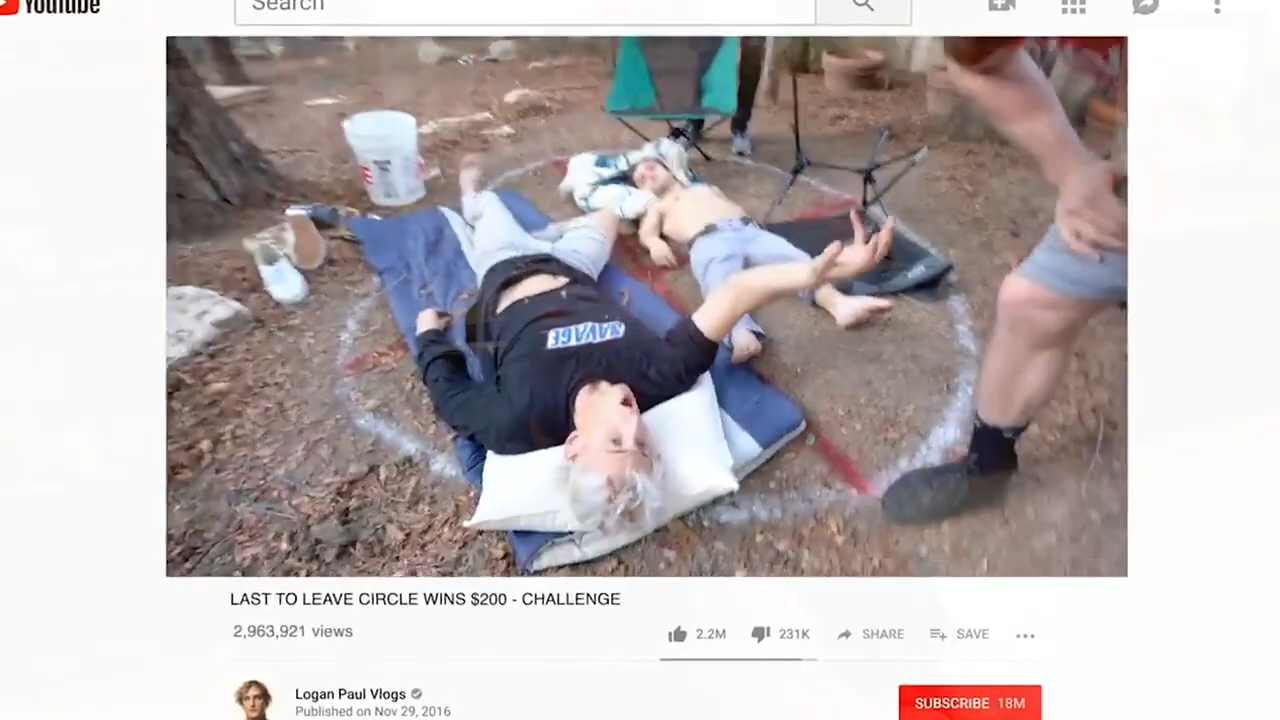 YouTube
Search
SAVAGE
LAST TO LEAVE CIRCLE WINS $200 - CHALLENGE
2,963,921 views
2.2M 231K SHARE SAVE
Logan Paul Vlogs
Published on Nov 29, 2016
SUBSCRIBE 18M